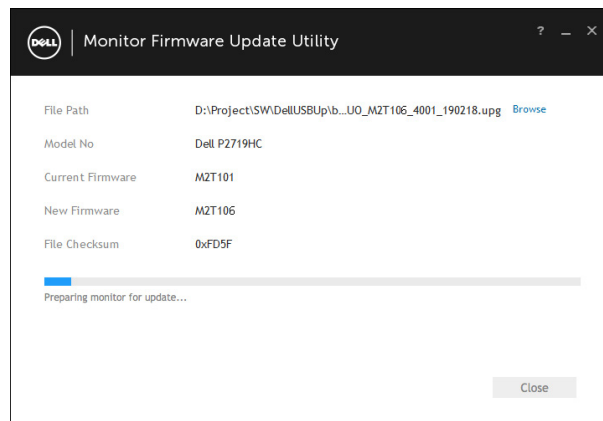 DELL Monitor Firmware Update Utility ? _ ×
File Path D:\Project\SW\DellUSBUp\b...UO_M2T106_4001_190218.upg Browse
Model No Dell P2719HC
Current Firmware M2T101
New Firmware M2T106
File Checksum 0xFD5F
Preparing monitor for update...
Close